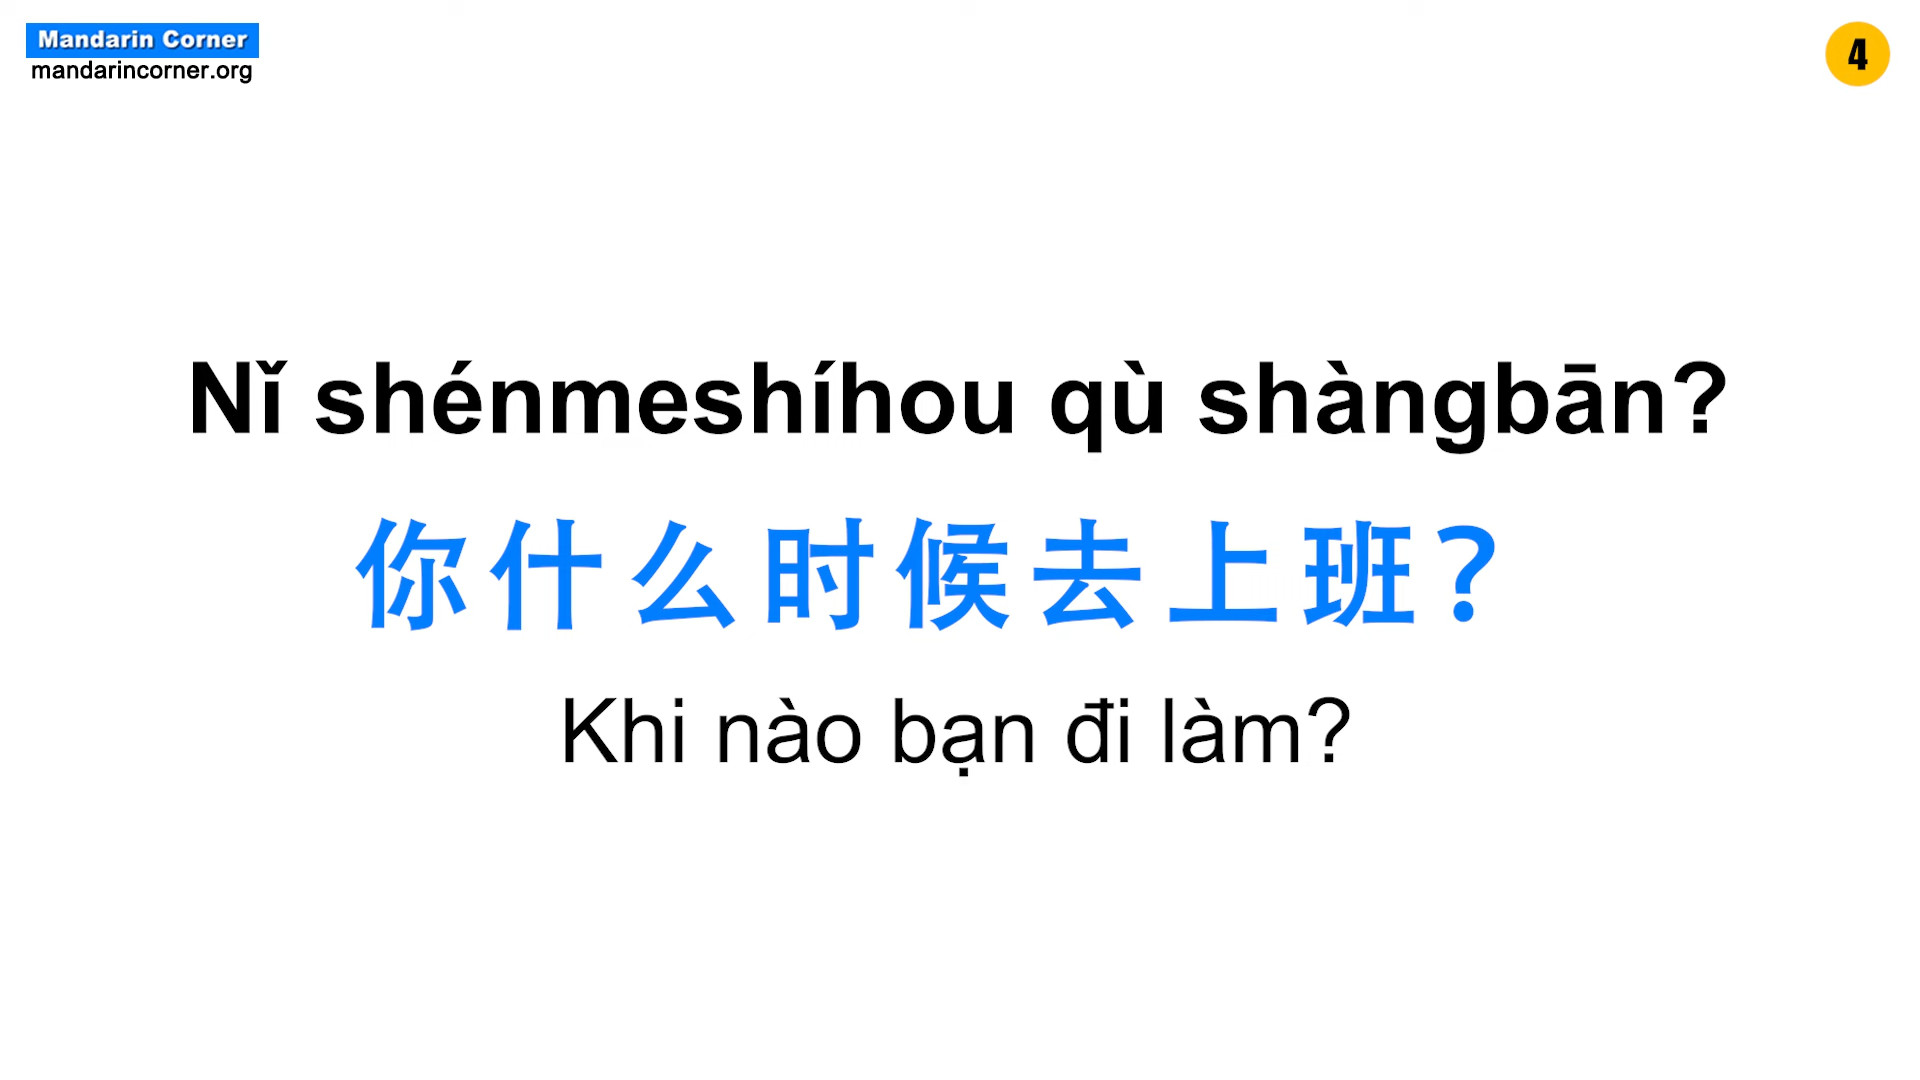 Mandarin Corner
mandarincorner.org
4
Nǐ shénmeshíhou qù shàngbān?
你什么时候去上班？
Khi nào bạn đi làm?